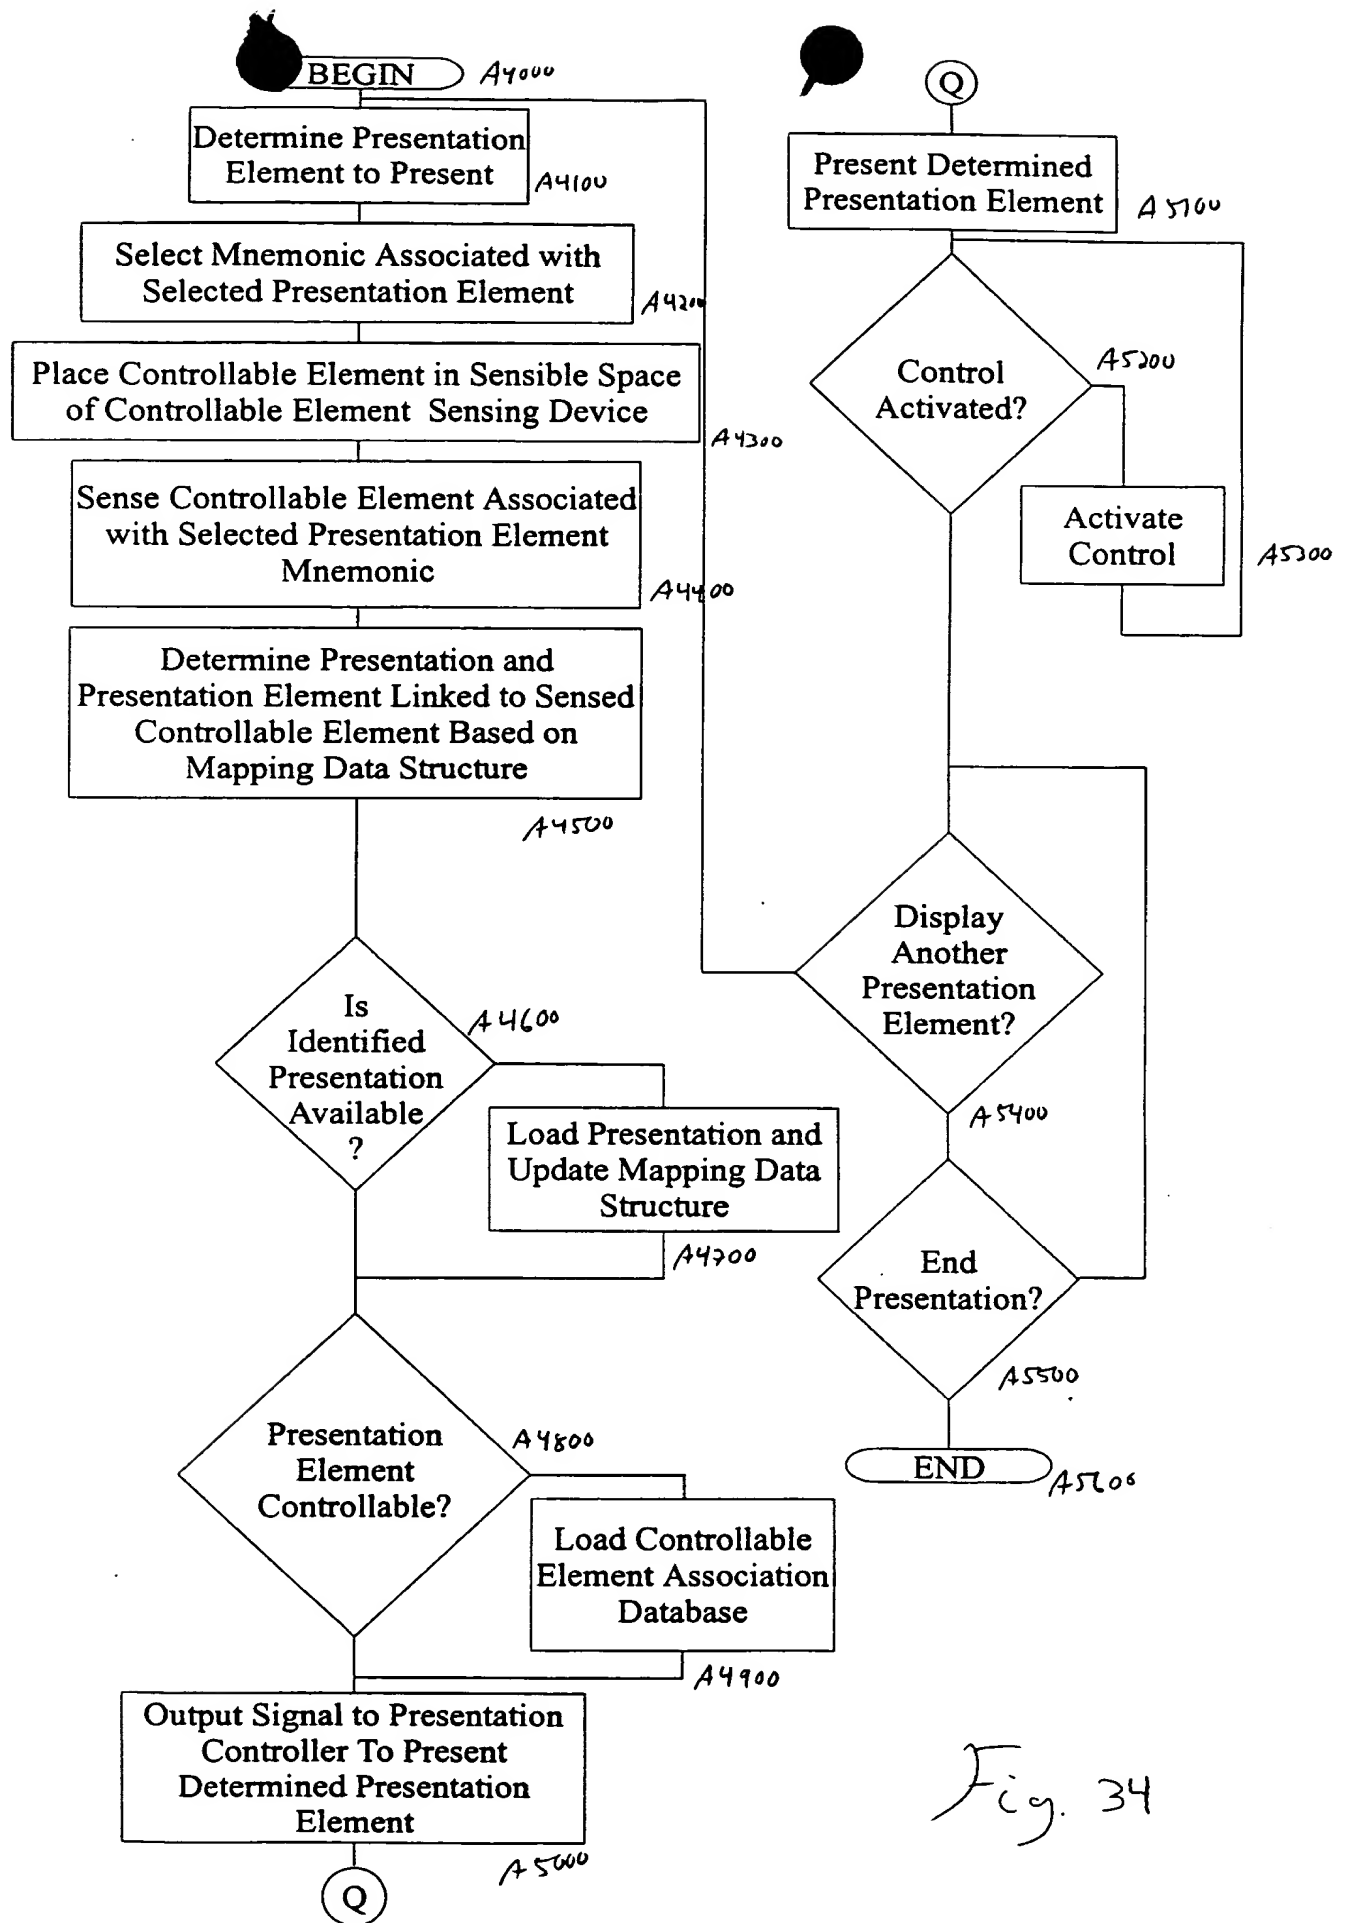 BEGIN A4000
Determine Presentation
Element to Present A4100
Select Mnemonic Associated with
Selected Presentation Element A4200
Place Controllable Element in Sensible Space
of Controllable Element Sensing Device A4300
Sense Controllable Element Associated
with Selected Presentation Element
Mnemonic A4400
Determine Presentation and
Presentation Element Linked to Sensed
Controllable Element Based on
Mapping Data Structure
A4500
Is
Identified
Presentation
Available
?
A4600
Load Presentation and
Update Mapping Data
Structure
A4700
Presentation
Element
Controllable?
A4800
Load Controllable
Element Association
Database
A4900
Output Signal to Presentation
Controller To Present
Determined Presentation
Element
A5000
Q
Q
Present Determined
Presentation Element A5100
Control
Activated?
A5200
Activate
Control
A5300
Display
Another
Presentation
Element?
A5400
End
Presentation?
A5500
END A5600
Fig. 34